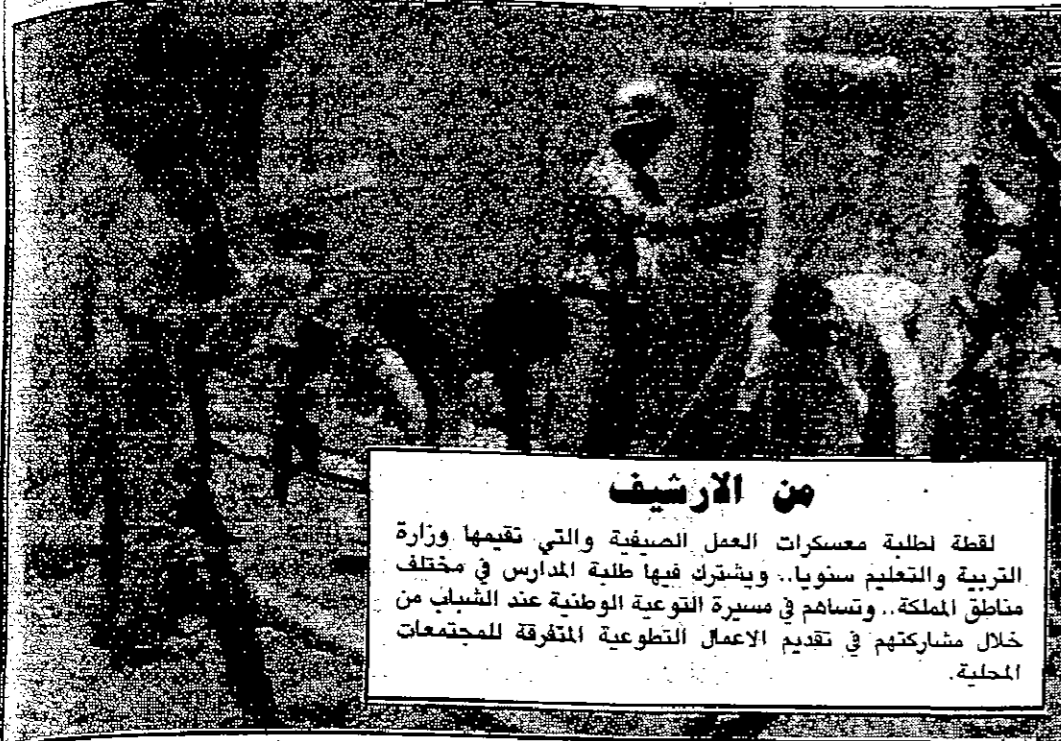 من الارشيف
لقطة لطلبة معسكرات العمل الصيفية والتي تقيمها وزارة
التربية والتعليم سنويا.. ويشترك فيها طلبة المدارس في مختلف
مناطق المملكة.. وتساهم في مسيرة التوعية الوطنية عند الشباب من
خلال مشاركتهم في تقديم الاعمال التطوعية المتفرقة للمجتمعات
المحلية.